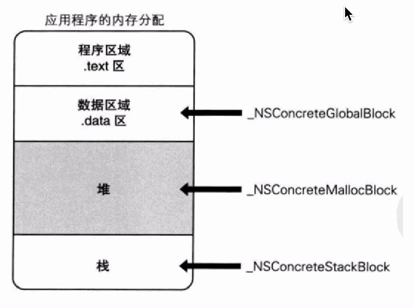 应用程序的内存分配
程序区域
.text 区
数据区域
.data 区
_NSConcreteGlobalBlock
堆
_NSConcreteMallocBlock
栈
_NSConcreteStackBlock